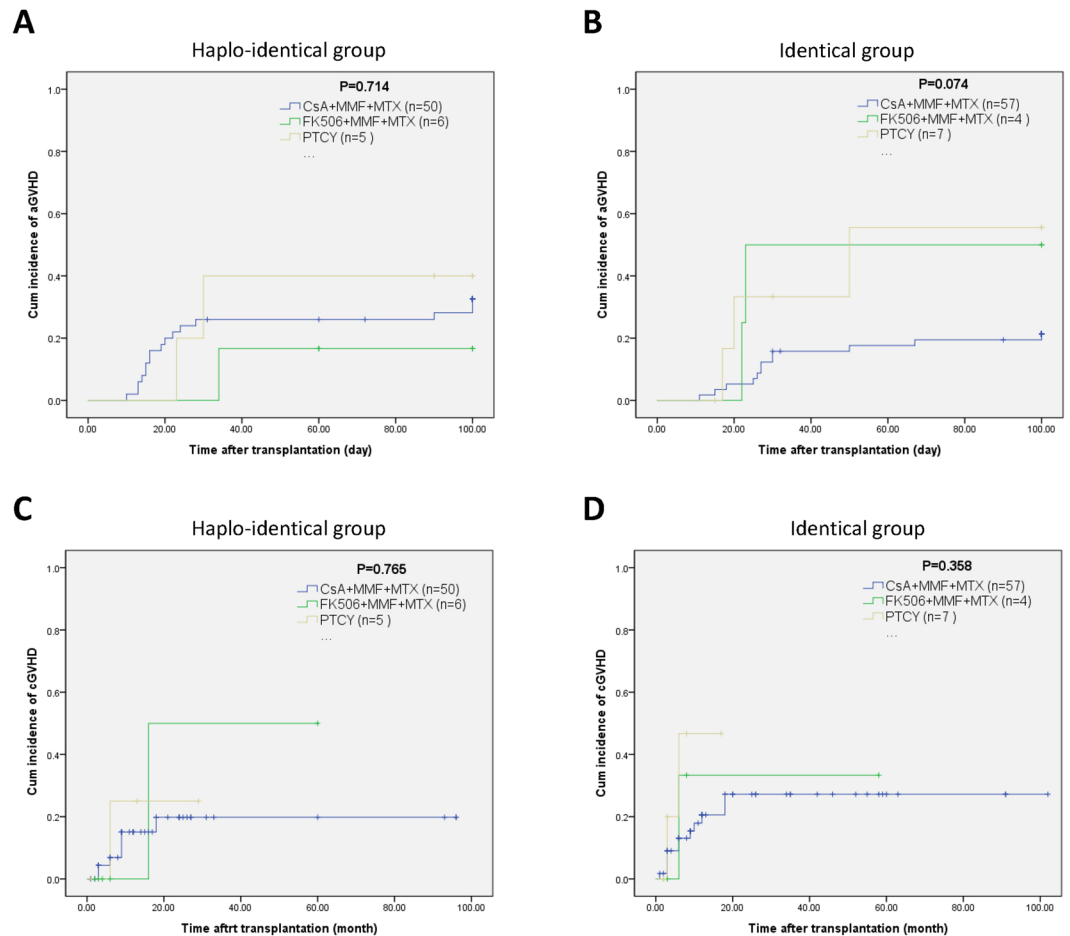 A
Haplo-identical group
P=0.714
CsA+MMF+MTX (n=50)
FK506+MMF+MTX (n=6)
PTCY (n=5 )
...
Cum incidence of aGVHD
1.0
0.8
0.6
0.4
0.2
0.0
0.00 20.00 40.00 60.00 80.00 100.00
Time after transplantation (day)
B
Identical group
P=0.074
CsA+MMF+MTX (n=57)
FK506+MMF+MTX (n=4 )
PTCY (n=7 )
...
Cum incidence of aGVHD
1.0
0.8
0.6
0.4
0.2
0.0
0.00 20.00 40.00 60.00 80.00 100.00
Time after transplantation (day)
C
Haplo-identical group
P=0.765
CsA+MMF+MTX (n=50)
FK506+MMF+MTX (n=6)
PTCY (n=5 )
...
Cum incidence of cGVHD
1.0
0.8
0.6
0.4
0.2
0.0
0.00 20.00 40.00 60.00 80.00 100.00
Time aftrt transplantation (month)
D
Identical group
P=0.358
CsA+MMF+MTX (n=57)
FK506+MMF+MTX (n=4)
PTCY (n=7 )
...
Cum incidence of cGVHD
1.0
0.8
0.6
0.4
0.2
0.0
0.00 20.00 40.00 60.00 80.00 100.00
Time after transplantation (month)